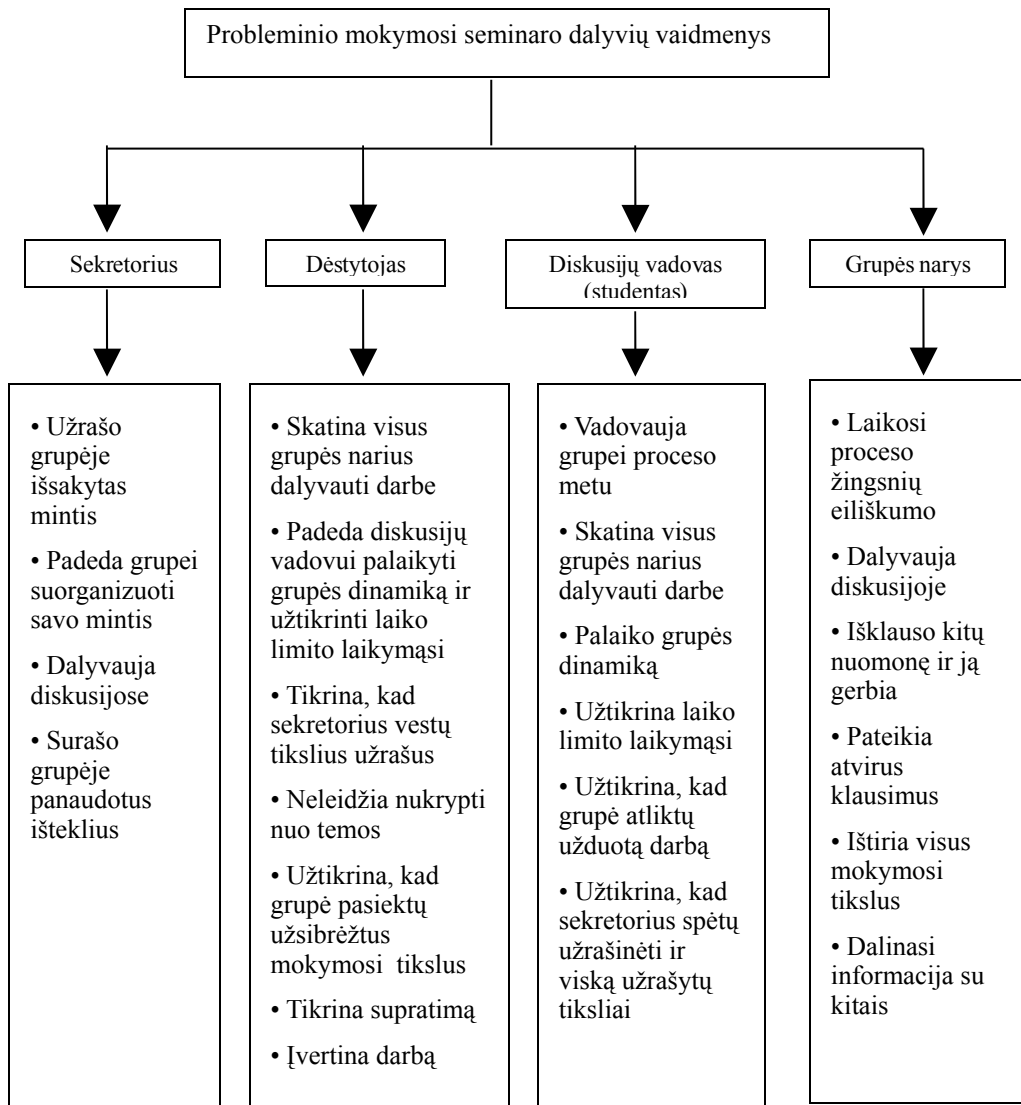 Probleminio mokymosi seminaro dalyvių vaidmenys
Sekretorius
Dėstytojas
Diskusijų vadovas
(studentas)
Grupės narys
• Užrašo
grupėje
išsakytas
mintis
• Padeda grupei
suorganizuoti
savo mintis
• Dalyvauja
diskusijose
• Surašo
grupėje
panaudotus
išteklius
• Skatina visus
grupės narius
dalyvauti darbe
• Padeda diskusijų
vadovui palaikyti
grupės dinamiką ir
užtikrinti laiko
limito laikymąsi
• Tikrina, kad
sekretorius vestų
tikslius užrašus
• Neleidžia nukrypti
nuo temos
• Užtikrina, kad
grupė pasiektų
užsibrėžtus
mokymosi  tikslus
• Tikrina supratimą
• Įvertina darbą
• Vadovauja
grupei proceso
metu
• Skatina visus
grupės narius
dalyvauti darbe
• Palaiko grupės
dinamiką
• Užtikrina laiko
limito laikymąsi
• Užtikrina, kad
grupė atliktų
užduotą darbą
• Užtikrina, kad
sekretorius spėtų
užrašinėti ir
viską užrašytų
tiksliai
• Laikosi
proceso
žingsnių
eiliškumo
• Dalyvauja
diskusijoje
• Išklauso kitų
nuomonę ir ją
gerbia
• Pateikia
atvirus
klausimus
• Ištiria visus
mokymosi
tikslus
• Dalinasi
informacija su
kitais